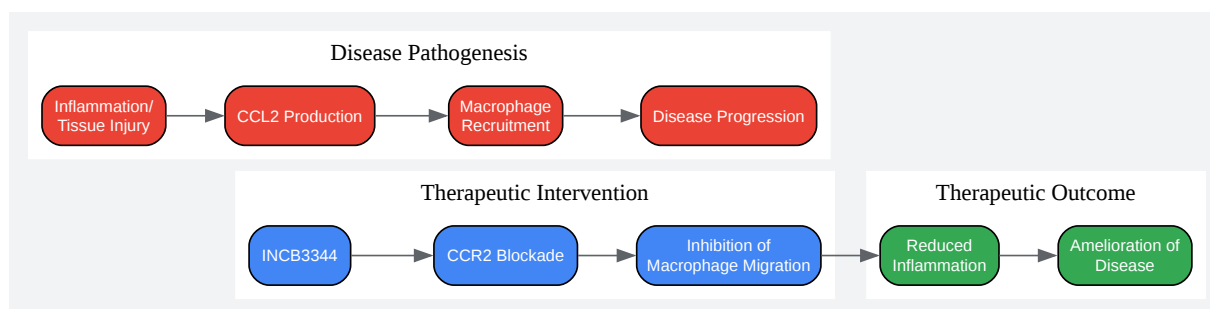 Disease Pathogenesis
Inflammation/
Tissue Injury
CCL2 Production
Macrophage
Recruitment
Disease Progression
Therapeutic Intervention
INCB3344
CCR2 Blockade
Inhibition of
Macrophage Migration
Therapeutic Outcome
Reduced
Inflammation
Amelioration of
Disease